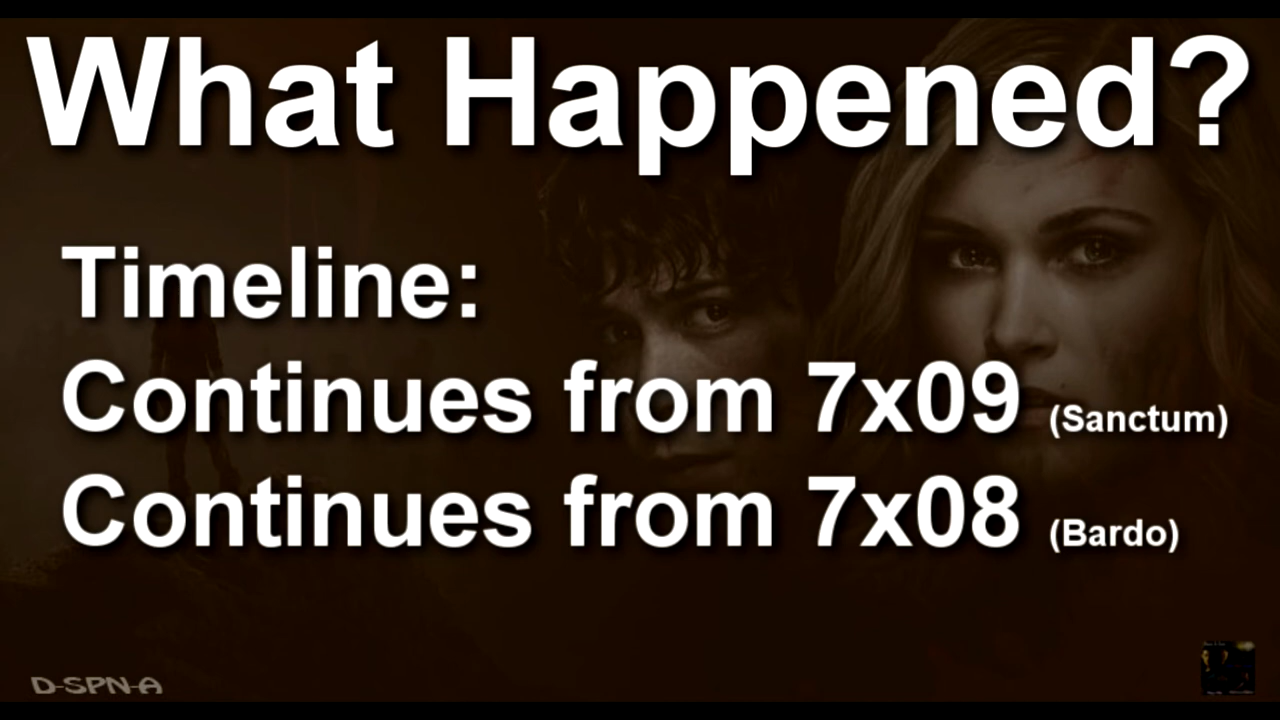 What Happened?
Timeline:
Continues from 7x09 (Sanctum)
Continues from 7x08 (Bardo)
D-SPN-A